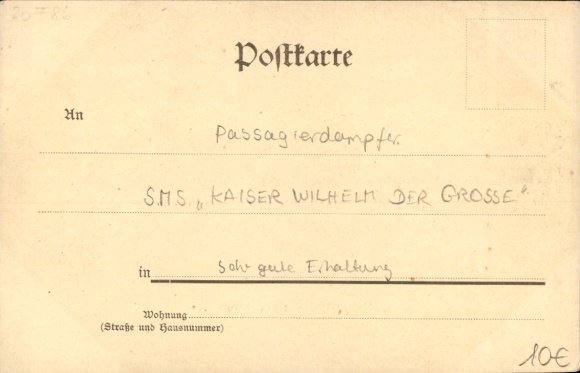 20786
Postkarte
An
Passagierdampfer.
S.M.S. „KAISER WILHELM DER GROSSE"
in Sehr gute Erhaltung
Wohnung
(Straße und Hausnummer)
10€